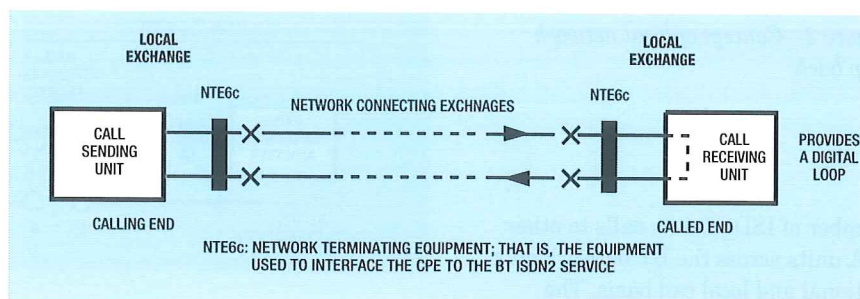 LOCAL
EXCHANGE
LOCAL
EXCHANGE
NTE6c
NETWORK CONNECTING EXCHNAGES
NTE6c
CALL
SENDING
UNIT
CALL
RECEIVING
UNIT
PROVIDES
A DIGITAL
LOOP
CALLING END
CALLED END
NTE6c: NETWORK TERMINATING EQUIPMENT; THAT IS, THE EQUIPMENT
USED TO INTERFACE THE CPE TO THE BT ISDN2 SERVICE